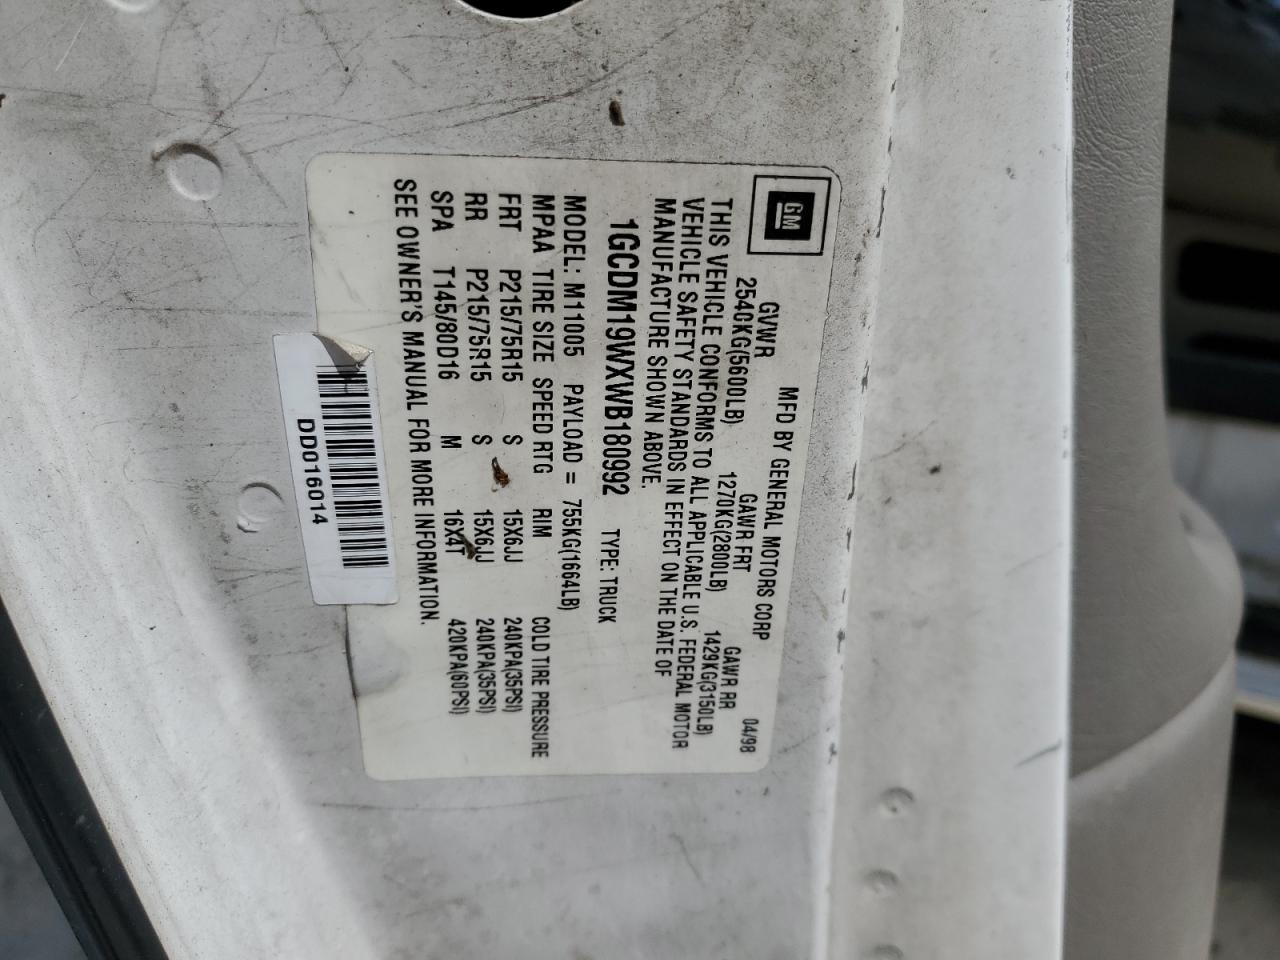 GM
MFD BY GENERAL MOTORS CORP 04/98
GVWR GAWR FRT GAWR RR
2540KG(5600LB) 1270KG(2800LB) 1429KG(3150LB)
THIS VEHICLE CONFORMS TO ALL APPLICABLE U.S. FEDERAL MOTOR
VEHICLE SAFETY STANDARDS IN EFFECT ON THE DATE OF
MANUFACTURE SHOWN ABOVE.
1GCDM19WXWB180992 TYPE: TRUCK
MODEL: M11005 PAYLOAD = 755KG(1664LB)
MPAA TIRE SIZE SPEED RTG RIM COLD TIRE PRESSURE
FRT P215/75R15 S 15X6JJ 240KPA(35PSI)
RR P215/75R15 S 15X6JJ 240KPA(35PSI)
SPA T145/80D16 M 16X4T 420KPA(60PSI)
SEE OWNER'S MANUAL FOR MORE INFORMATION.
DD016014